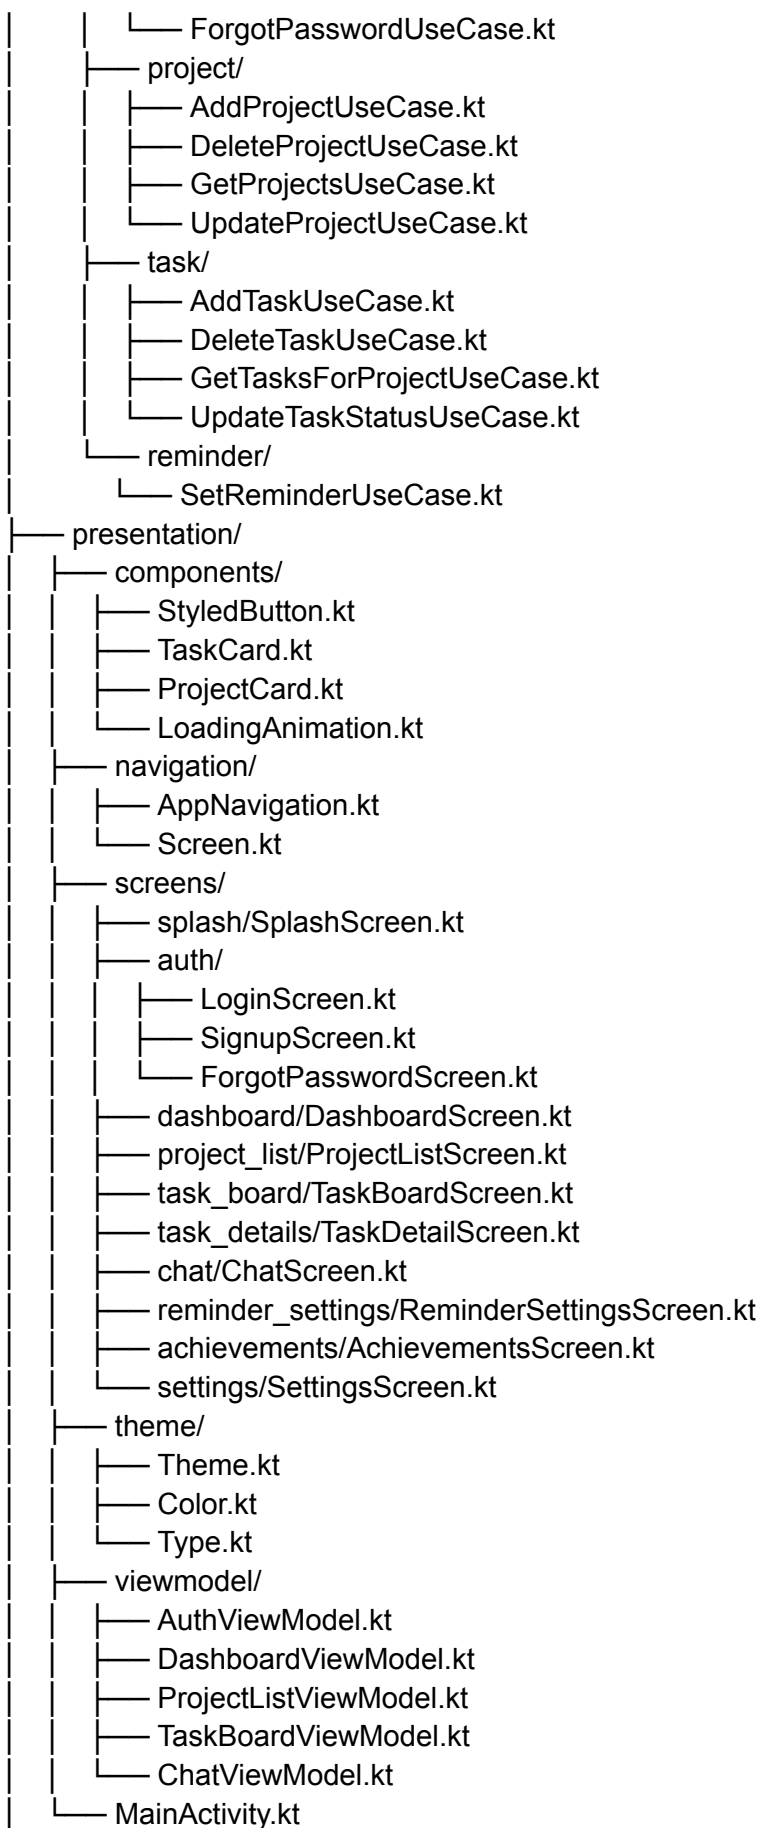 │ │ └── ForgotPasswordUseCase.kt
│ ├── project/
│ │ ├── AddProjectUseCase.kt
│ │ ├── DeleteProjectUseCase.kt
│ │ ├── GetProjectsUseCase.kt
│ │ └── UpdateProjectUseCase.kt
│ ├── task/
│ │ ├── AddTaskUseCase.kt
│ │ ├── DeleteTaskUseCase.kt
│ │ ├── GetTasksForProjectUseCase.kt
│ │ └── UpdateTaskStatusUseCase.kt
│ └── reminder/
│ └── SetReminderUseCase.kt
├── presentation/
│ ├── components/
│ │ ├── StyledButton.kt
│ │ ├── TaskCard.kt
│ │ ├── ProjectCard.kt
│ │ └── LoadingAnimation.kt
│ ├── navigation/
│ │ ├── AppNavigation.kt
│ │ └── Screen.kt
│ ├── screens/
│ │ ├── splash/SplashScreen.kt
│ │ ├── auth/
│ │ │ ├── LoginScreen.kt
│ │ │ ├── SignupScreen.kt
│ │ │ └── ForgotPasswordScreen.kt
│ │ ├── dashboard/DashboardScreen.kt
│ │ ├── project_list/ProjectListScreen.kt
│ │ ├── task_board/TaskBoardScreen.kt
│ │ ├── task_details/TaskDetailScreen.kt
│ │ ├── chat/ChatScreen.kt
│ │ ├── reminder_settings/ReminderSettingsScreen.kt
│ │ ├── achievements/AchievementsScreen.kt
│ │ └── settings/SettingsScreen.kt
│ ├── theme/
│ │ ├── Theme.kt
│ │ ├── Color.kt
│ │ └── Type.kt
│ ├── viewmodel/
│ │ ├── AuthViewModel.kt
│ │ ├── DashboardViewModel.kt
│ │ ├── ProjectListViewModel.kt
│ │ ├── TaskBoardViewModel.kt
│ │ └── ChatViewModel.kt
│ └── MainActivity.kt